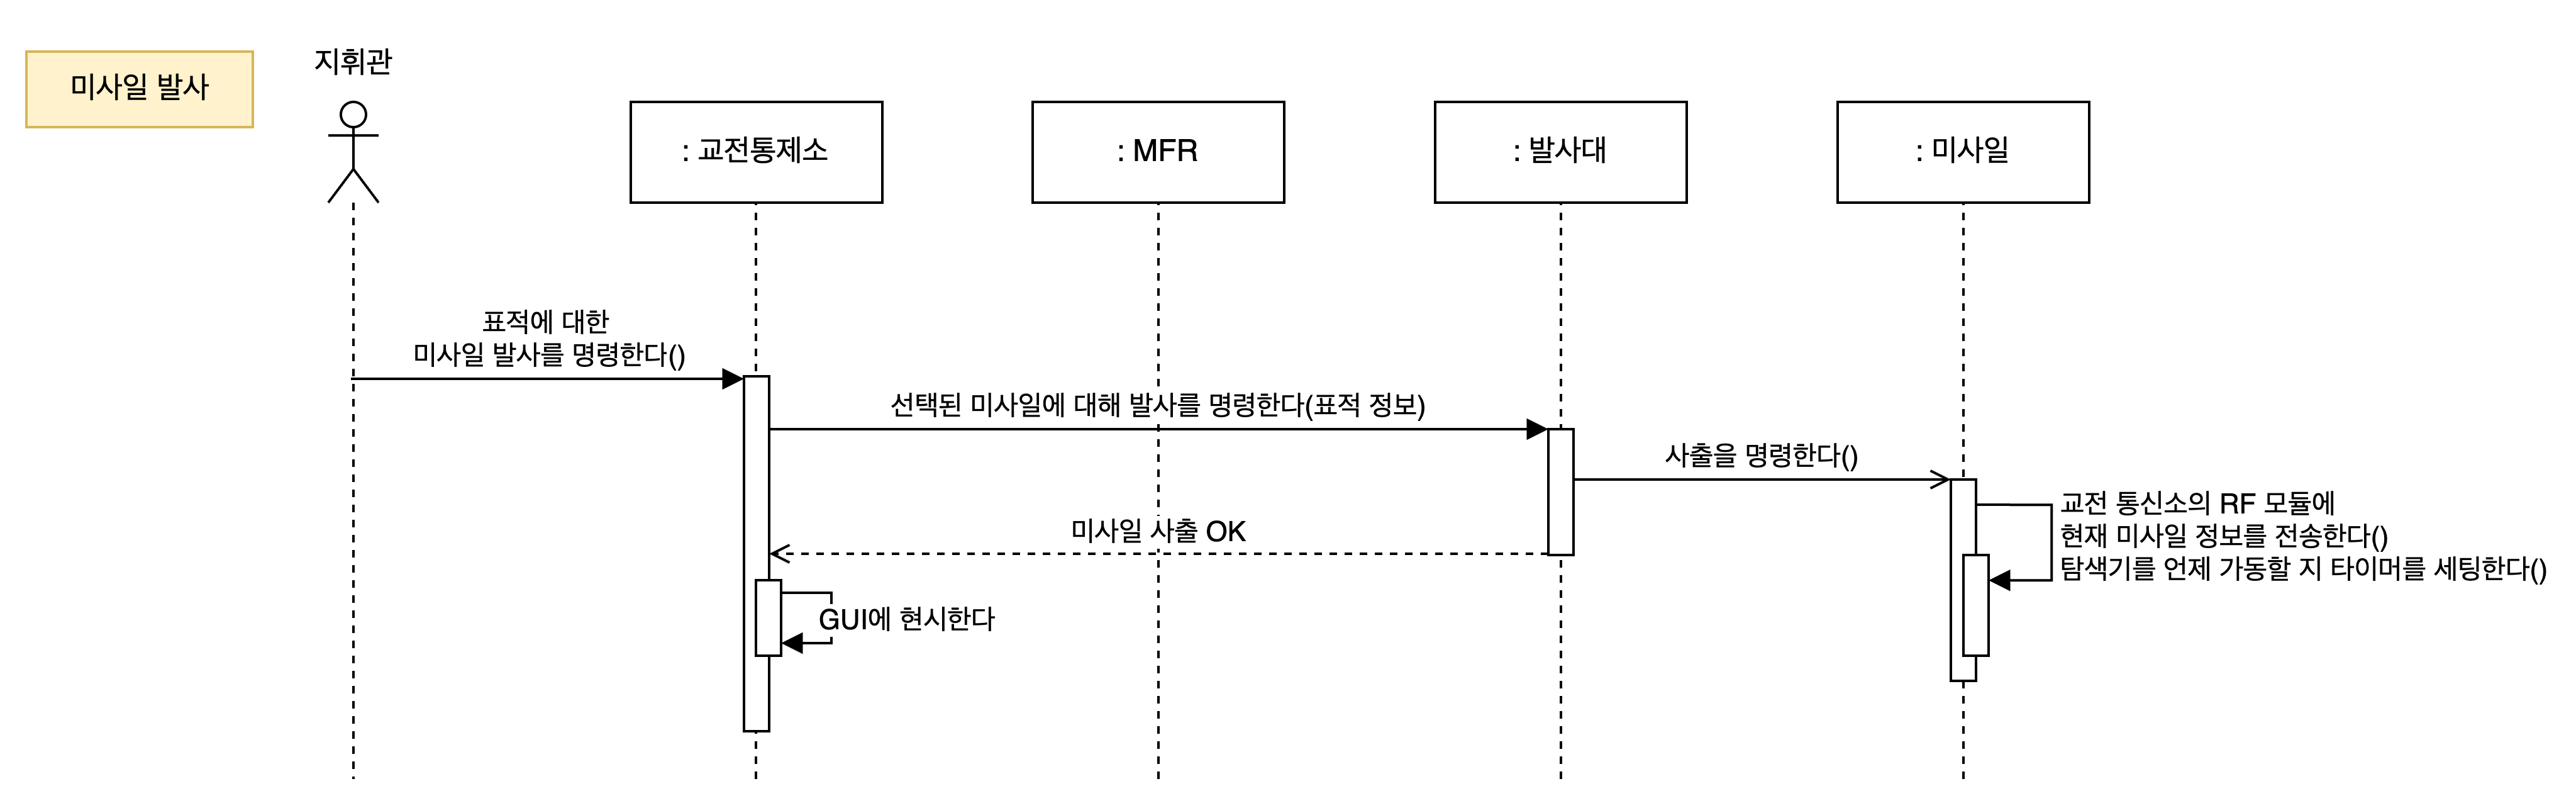 미사일 발사
지휘관
: 교전통제소
: MFR
: 발사대
: 미사일
표적에 대한
미사일 발사를 명령한다()
선택된 미사일에 대해 발사를 명령한다(표적 정보)
사출을 명령한다()
교전 통신소의 RF 모듈에
현재 미사일 정보를 전송한다()
탐색기를 언제 가동할 지 타이머를 세팅한다()
미사일 사출 OK
GUI에 현시한다